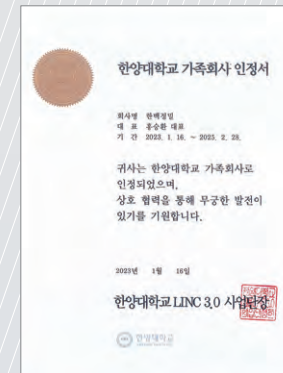 한양대학교 가족회사 인정서
회사명 한백정밀
대 표 홍승환 대표
기 간 2023. 1. 16. ~ 2025. 2. 28.
귀사는 한양대학교 가족회사로
인정되었으며,
상호 협력을 통해 무궁한 발전이
있기를 기원합니다.
2023년 1월 16일
한양대학교 LINC 3.0 사업단장
한양대학교